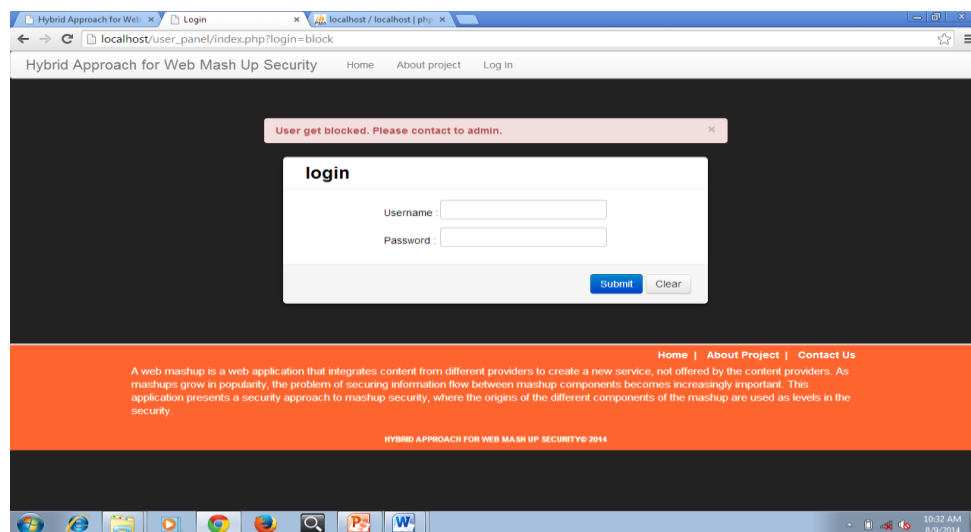 Hybrid Approach for Web
Login
localhost / localhost | php
localhost/user_panel/index.php?login=block
Hybrid Approach for Web Mash Up Security Home About project Log In
User get blocked. Please contact to admin. ×
login
Username :
Password :
Submit Clear
Home | About Project | Contact Us
A web mashup is a web application that integrates content from different providers to create a new service, not offered by the content providers. As
mashups grow in popularity, the problem of securing information flow between mashup components becomes increasingly important. This
application presents a security approach to mashup security, where the origins of the different components of the mashup are used as levels in the
security.
HYBRID APPROACH FOR WEB MASH UP SECURITY© 2014
10:32 AM
8/9/2014